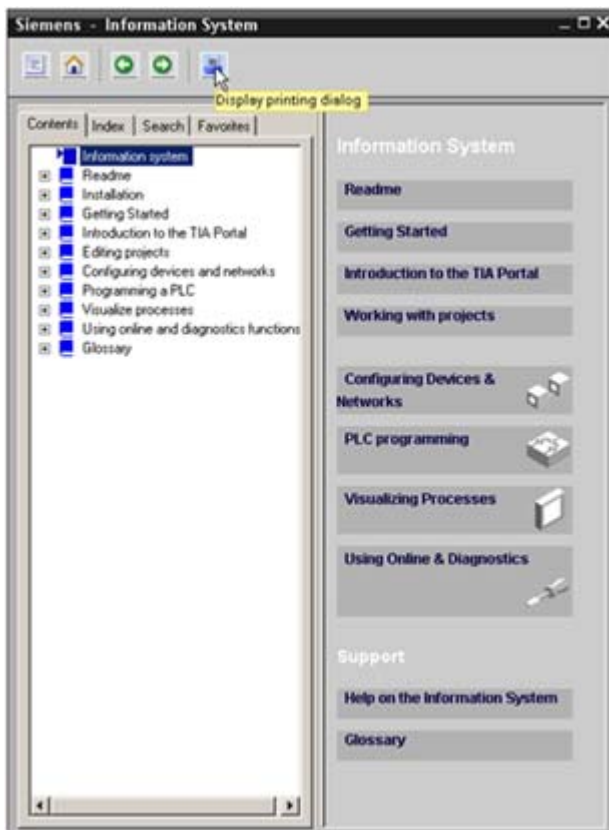 Siemens - Information System
Display printing dialog
Contents Index Search Favorites
Information system
Readme
Installation
Getting Started
Introduction to the TIA Portal
Editing projects
Configuring devices and networks
Programming a PLC
Visualize processes
Using online and diagnostics functions
Glossary
Information System
Readme
Getting Started
Introduction to the TIA Portal
Working with projects
Configuring Devices &
Networks
PLC programming
Visualizing Processes
Using Online & Diagnostics
Support
Help on the Information System
Glossary